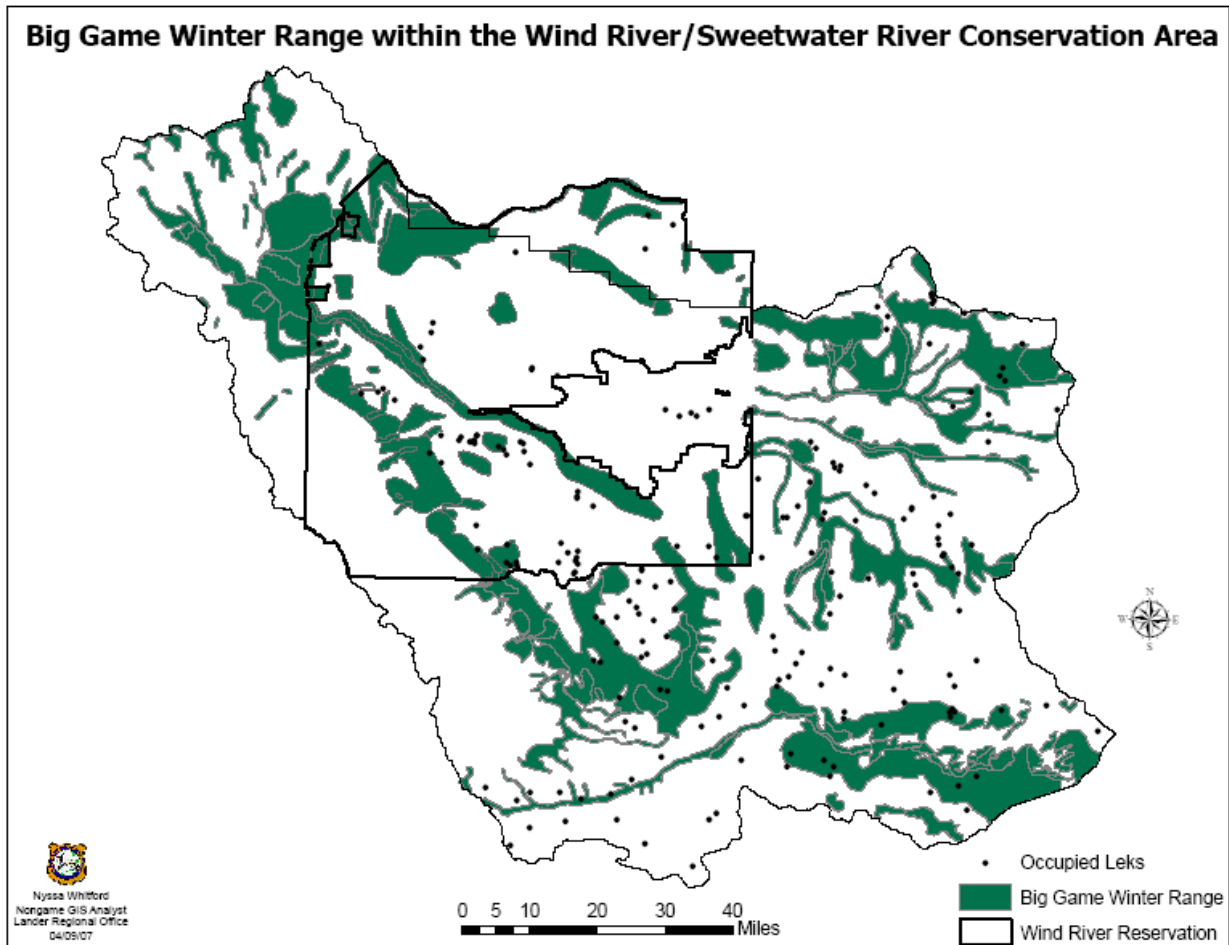 Big Game Winter Range within the Wind River/Sweetwater River Conservation Area
N
W E
S
Occupied Leks
Big Game Winter Range
Wind River Reservation
0 5 10 20 30 40
Miles
Nyssa Whitford
Nongame GIS Analyst
Lander Regional Office
04/09/07